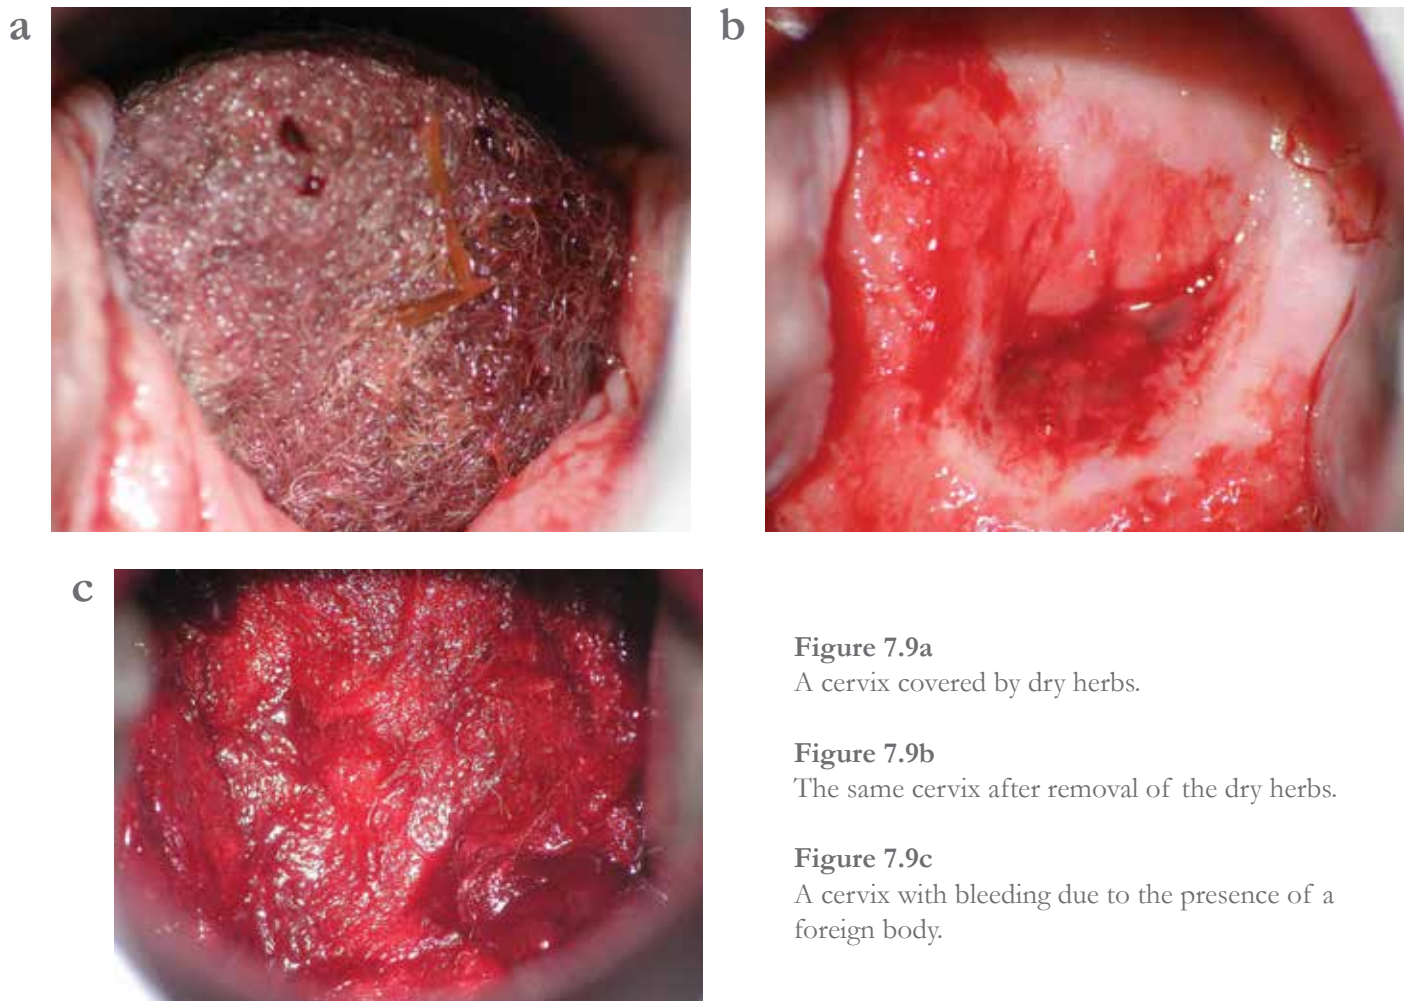 a
b
c
Figure 7.9a
A cervix covered by dry herbs.
Figure 7.9b
The same cervix after removal of the dry herbs.
Figure 7.9c
A cervix with bleeding due to the presence of a
foreign body.